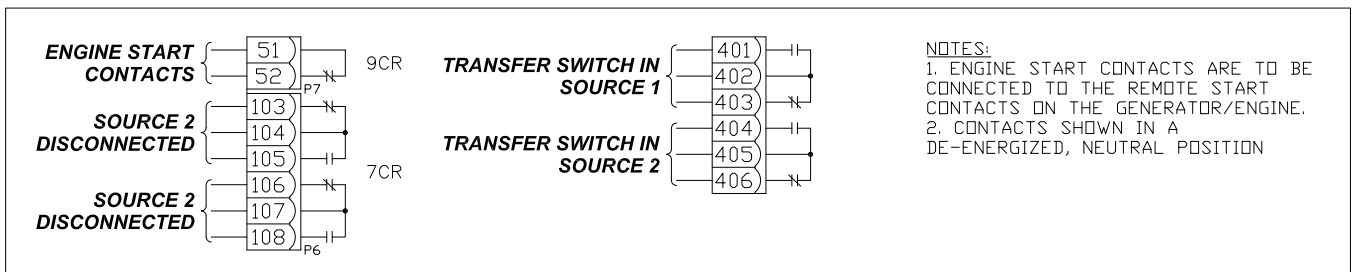 ENGINE START
CONTACTS
51
52
P7
9CR
SOURCE 2
DISCONNECTED
103
104
105
7CR
SOURCE 2
DISCONNECTED
106
107
108
P6
TRANSFER SWITCH IN
SOURCE 1
401
402
403
TRANSFER SWITCH IN
SOURCE 2
404
405
406
NOTES:
1. ENGINE START CONTACTS ARE TO BE
CONNECTED TO THE REMOTE START
CONTACTS ON THE GENERATOR/ENGINE.
2. CONTACTS SHOWN IN A
DE-ENERGIZED, NEUTRAL POSITION